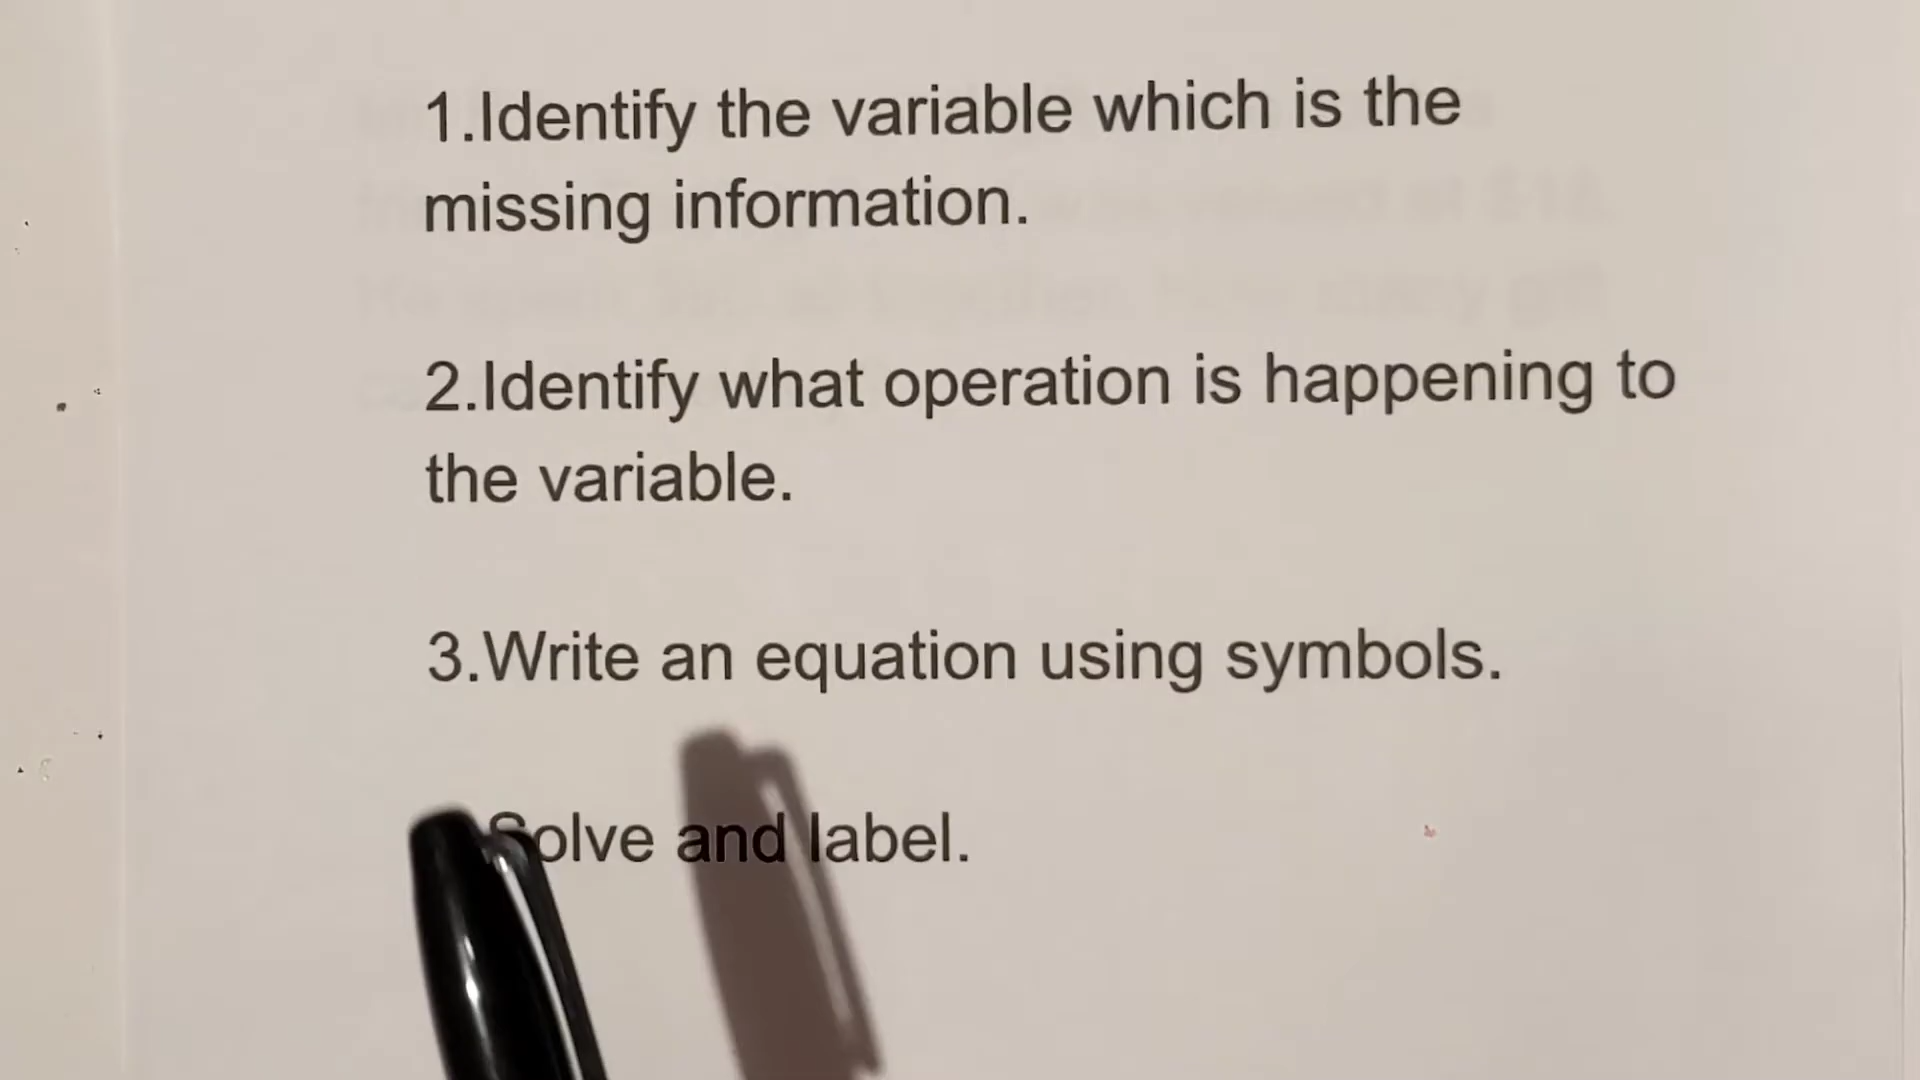 1.Identify the variable which is the
missing information.
2.Identify what operation is happening to
the variable.
3.Write an equation using symbols.
Solve and label.